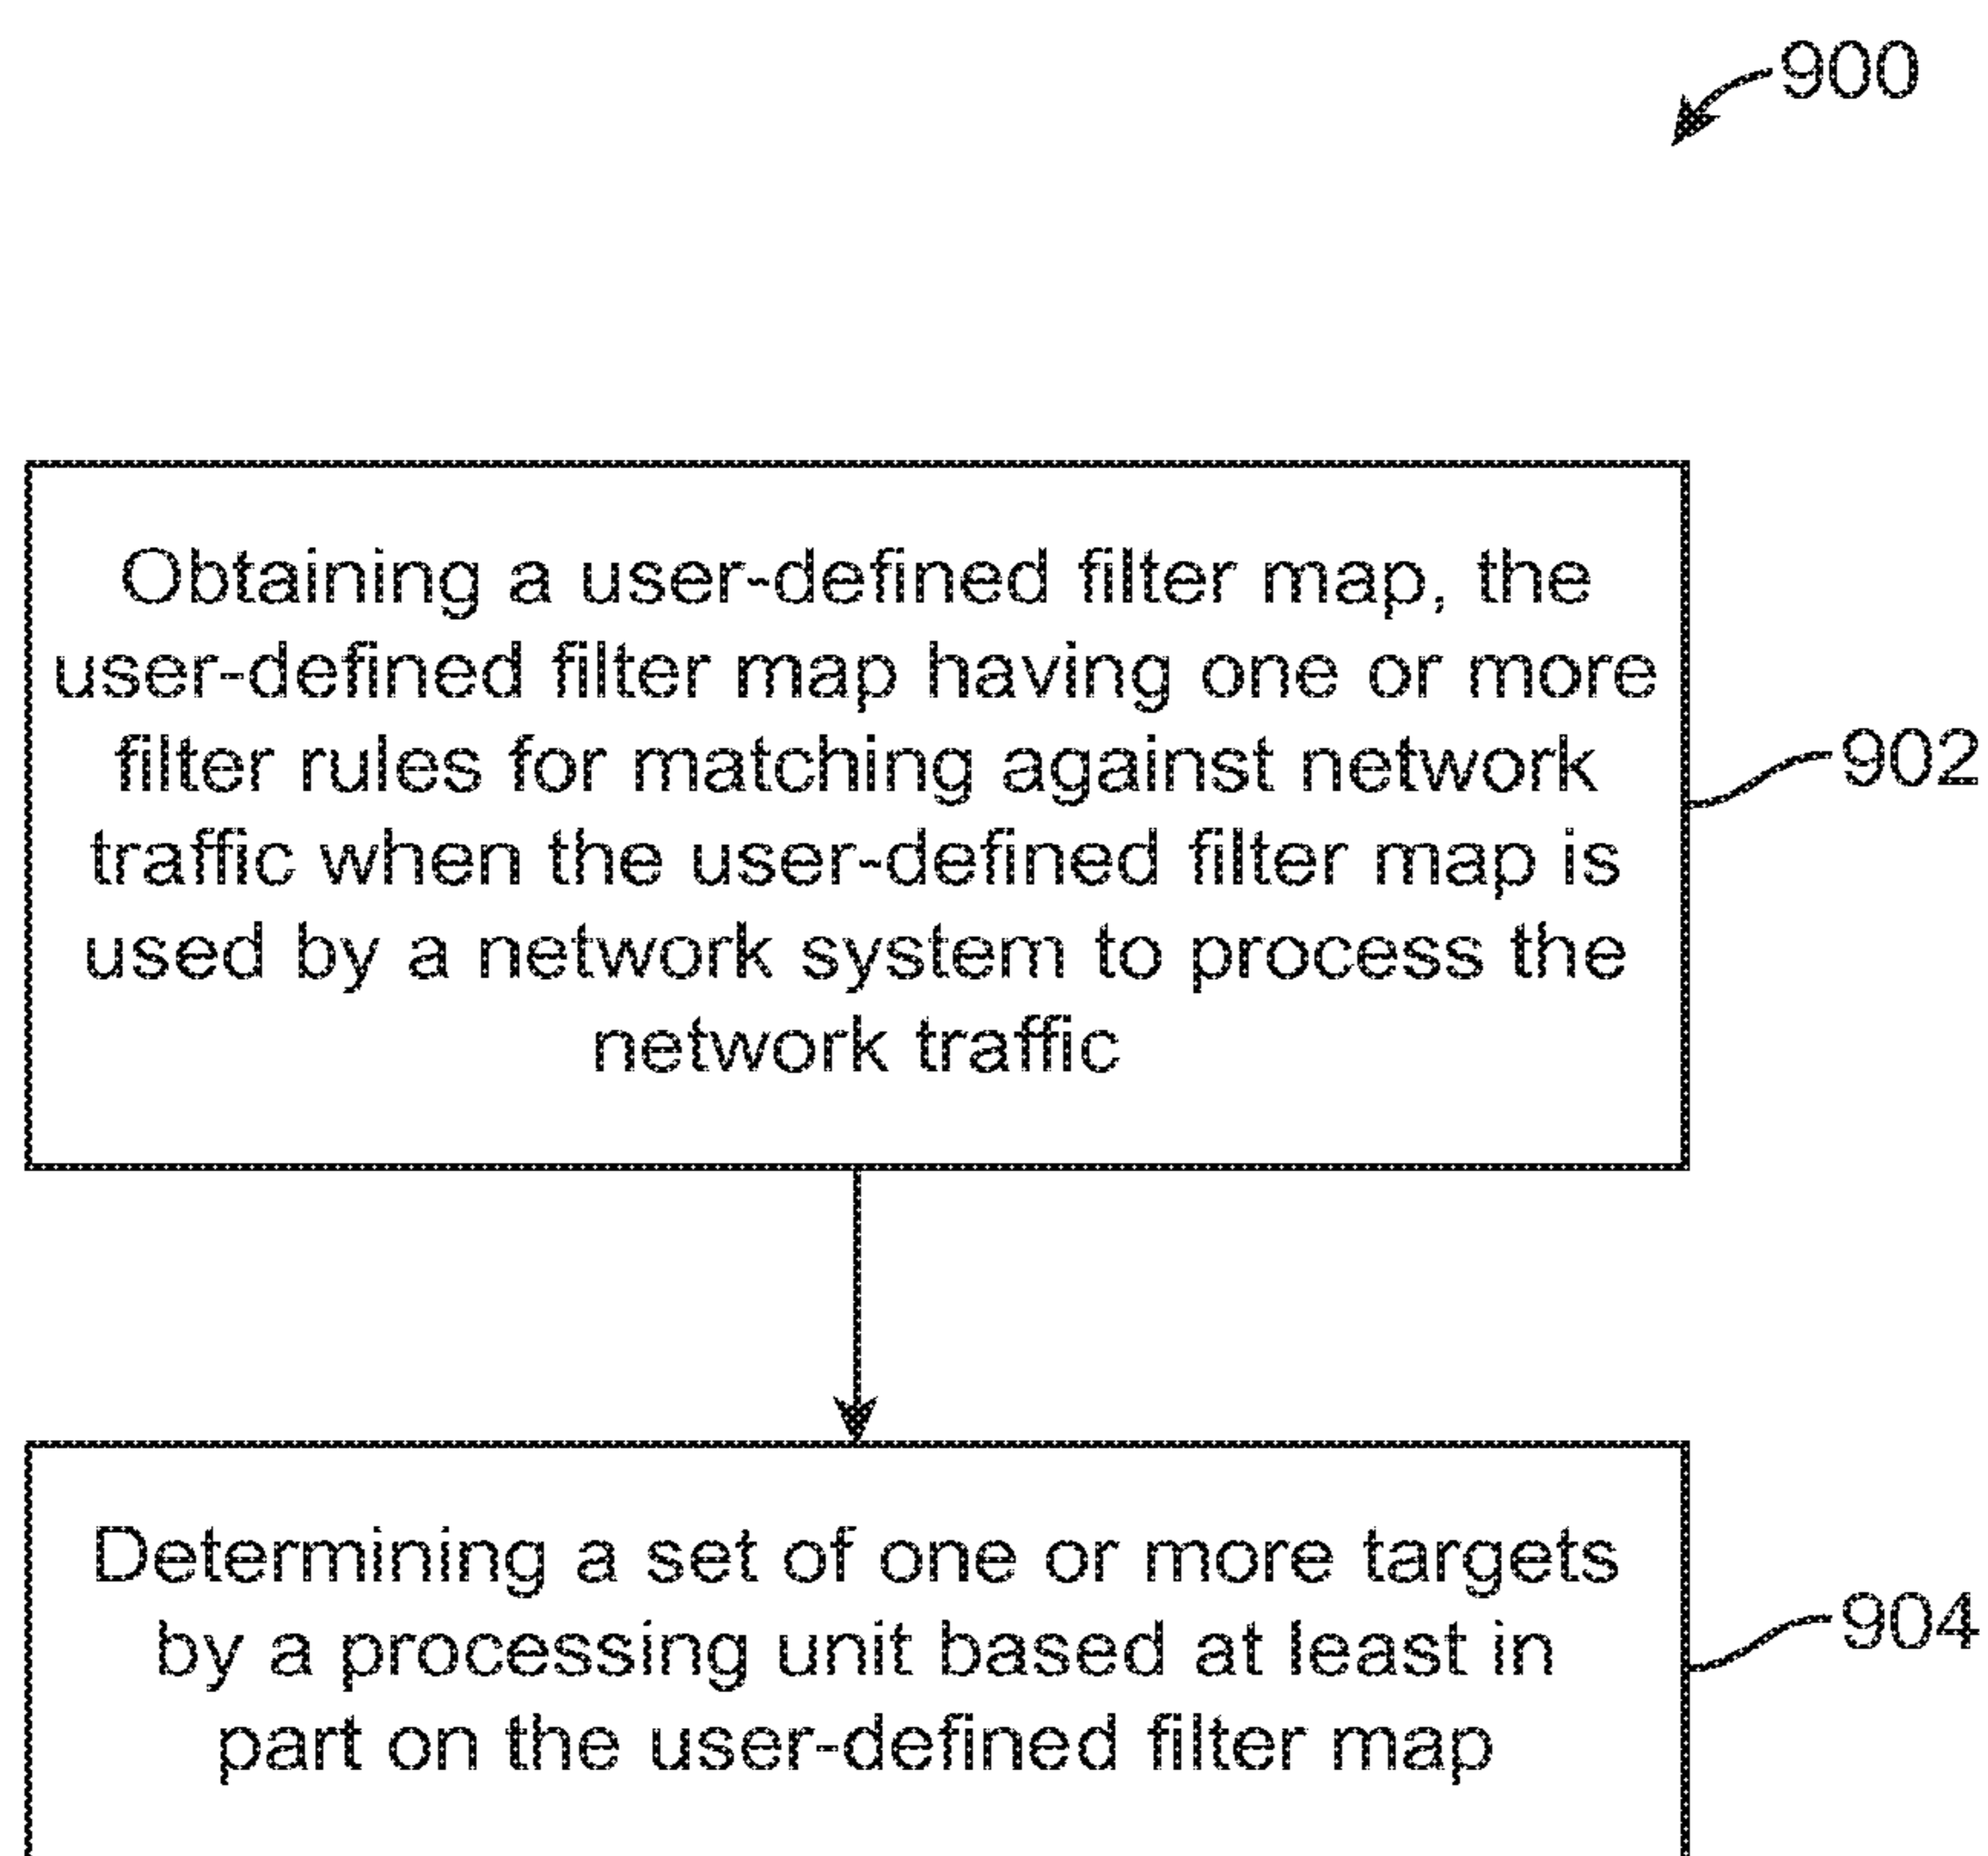 900
Obtaining a user-defined filter map, the
user-defined filter map having one or more
filter rules for matching against network
traffic when the user-defined filter map is
used by a network system to process the
network traffic
902
Determining a set of one or more targets
by a processing unit based at least in
part on the user-defined filter map
904